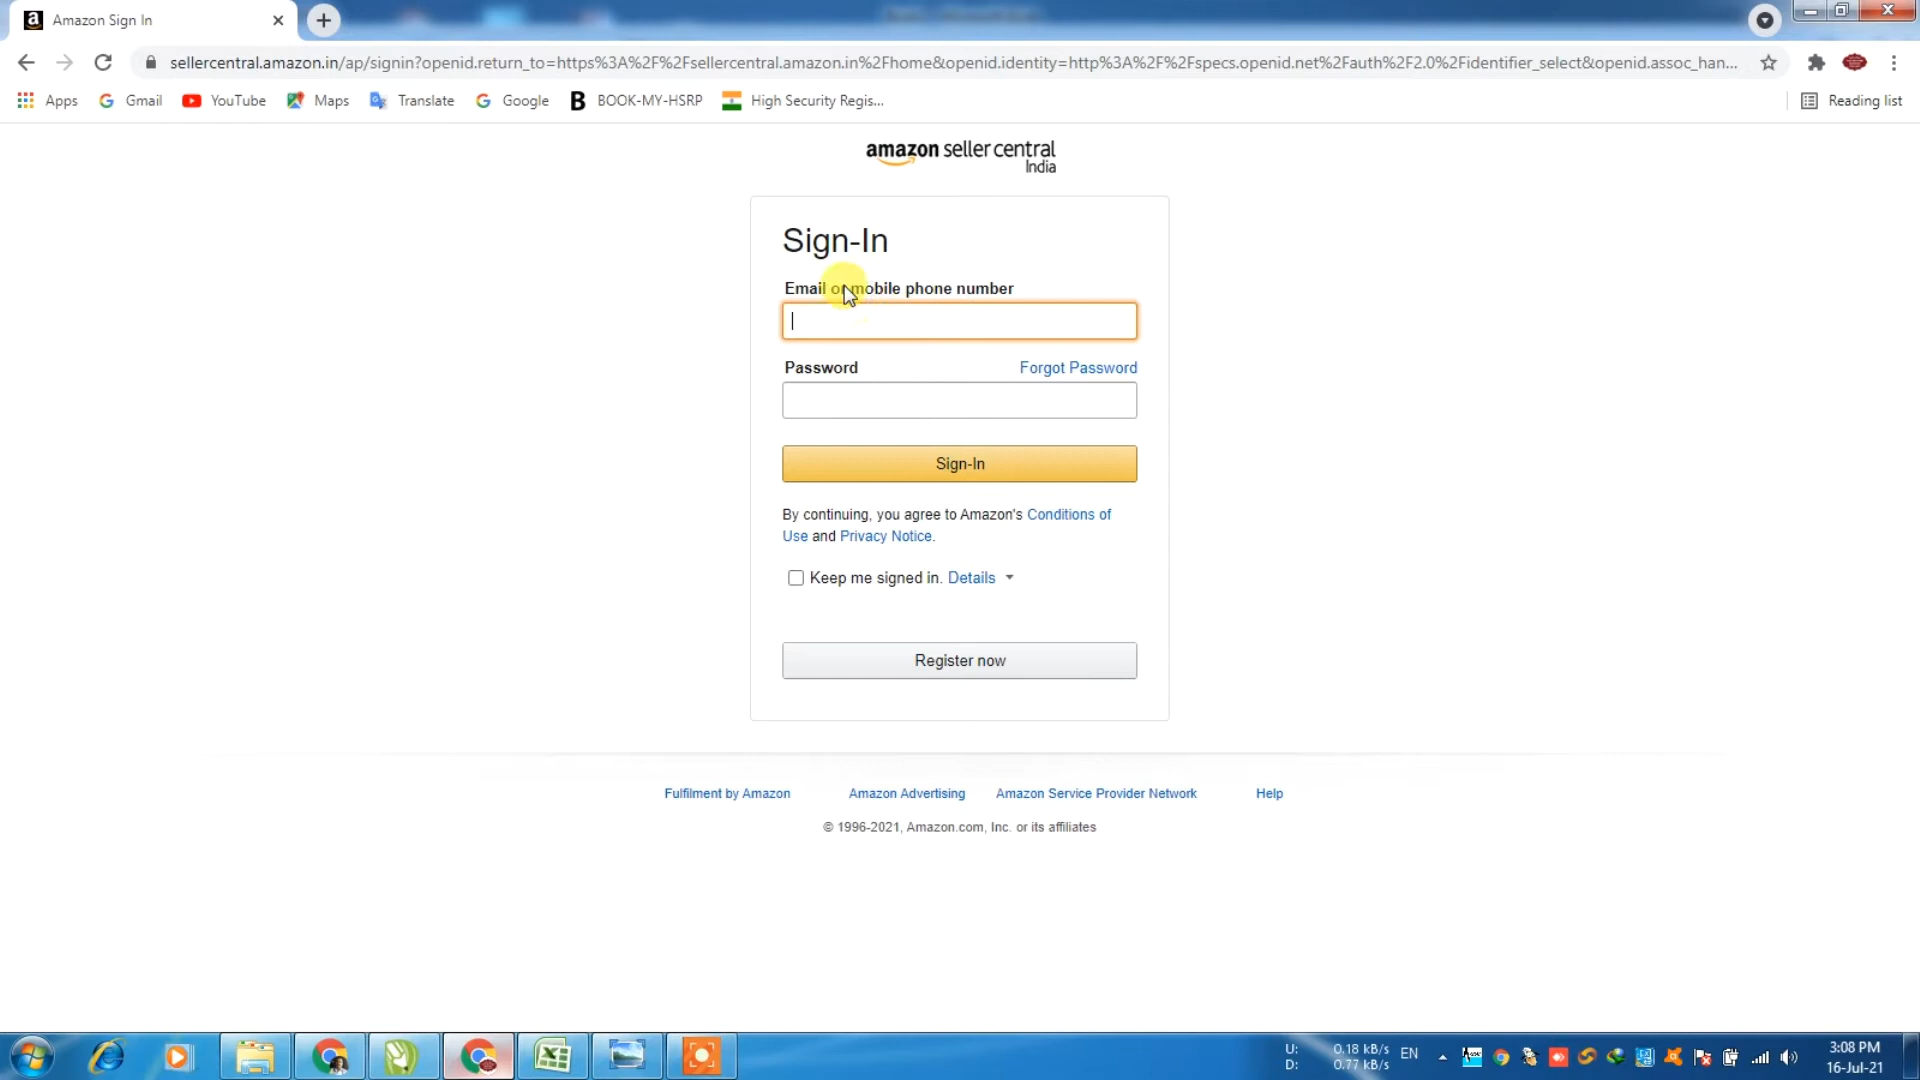 Amazon Sign In
sellercentral.amazon.in/ap/signin?openid.return_to=https%3A%2F%2Fsellercentral.amazon.in%2Fhome&openid.identity=http%3A%2F%2Fspecs.openid.net%2Fauth%2F2.0%2Fidentifier_select&openid.assoc_han...
Apps Gmail YouTube Maps Translate Google B BOOK-MY-HSRP High Security Regis... Reading list
amazon seller central
India
Sign-In
Email or mobile phone number
Password Forgot Password
Sign-In
By continuing, you agree to Amazon's Conditions of
Use and Privacy Notice.
Keep me signed in. Details
Register now
Fulfilment by Amazon Amazon Advertising Amazon Service Provider Network Help
© 1996-2021, Amazon.com, Inc. or its affiliates
U: 0.18 kB/s EN 3:08 PM
D: 0.77 kB/s 16-Jul-21